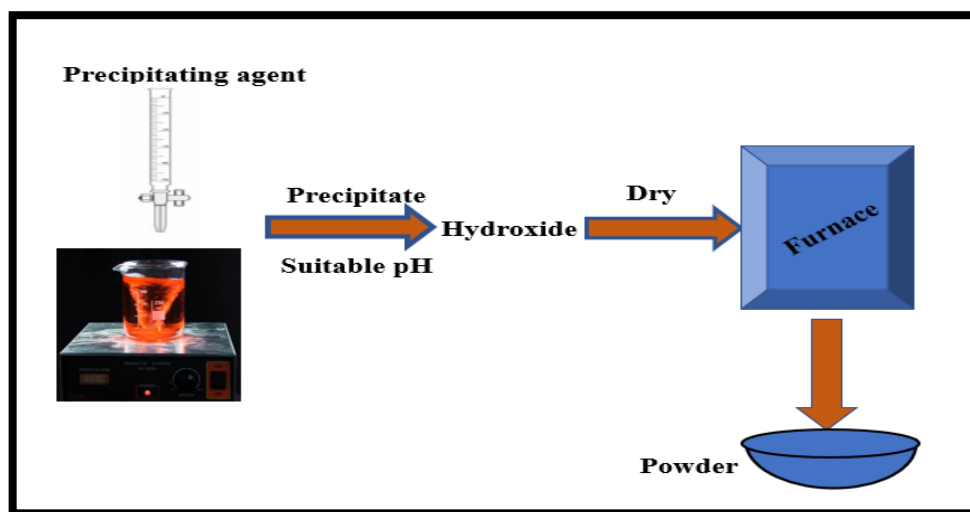 Precipitating agent
Precipitate
Suitable pH
Hydroxide
Dry
Furnace
Powder